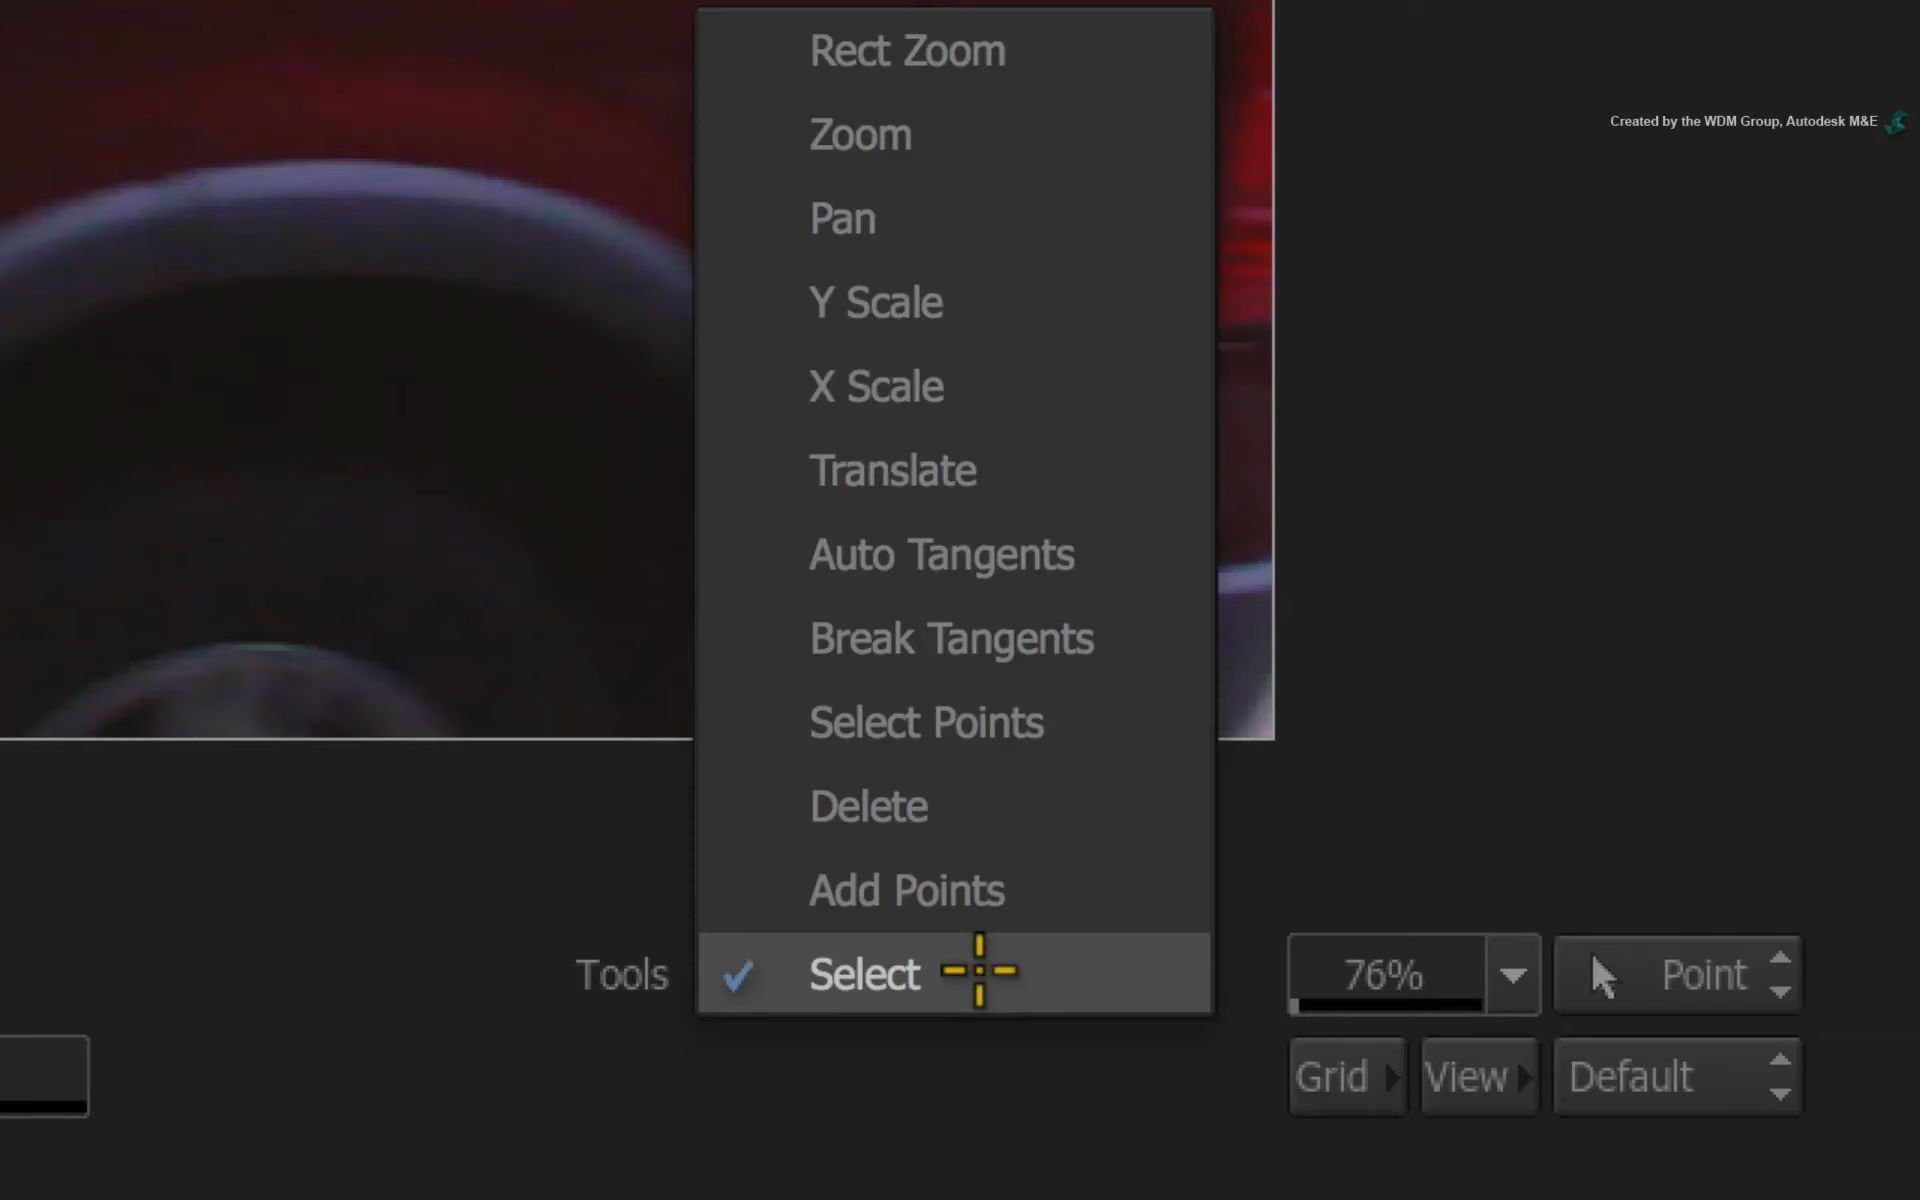 Rect Zoom
Created by the WDM Group, Autodesk M&E
Zoom
Pan
Y Scale
X Scale
Translate
Auto Tangents
Break Tangents
Select Points
Delete
Add Points
Tools
Select
76%
Point
Grid
View
Default